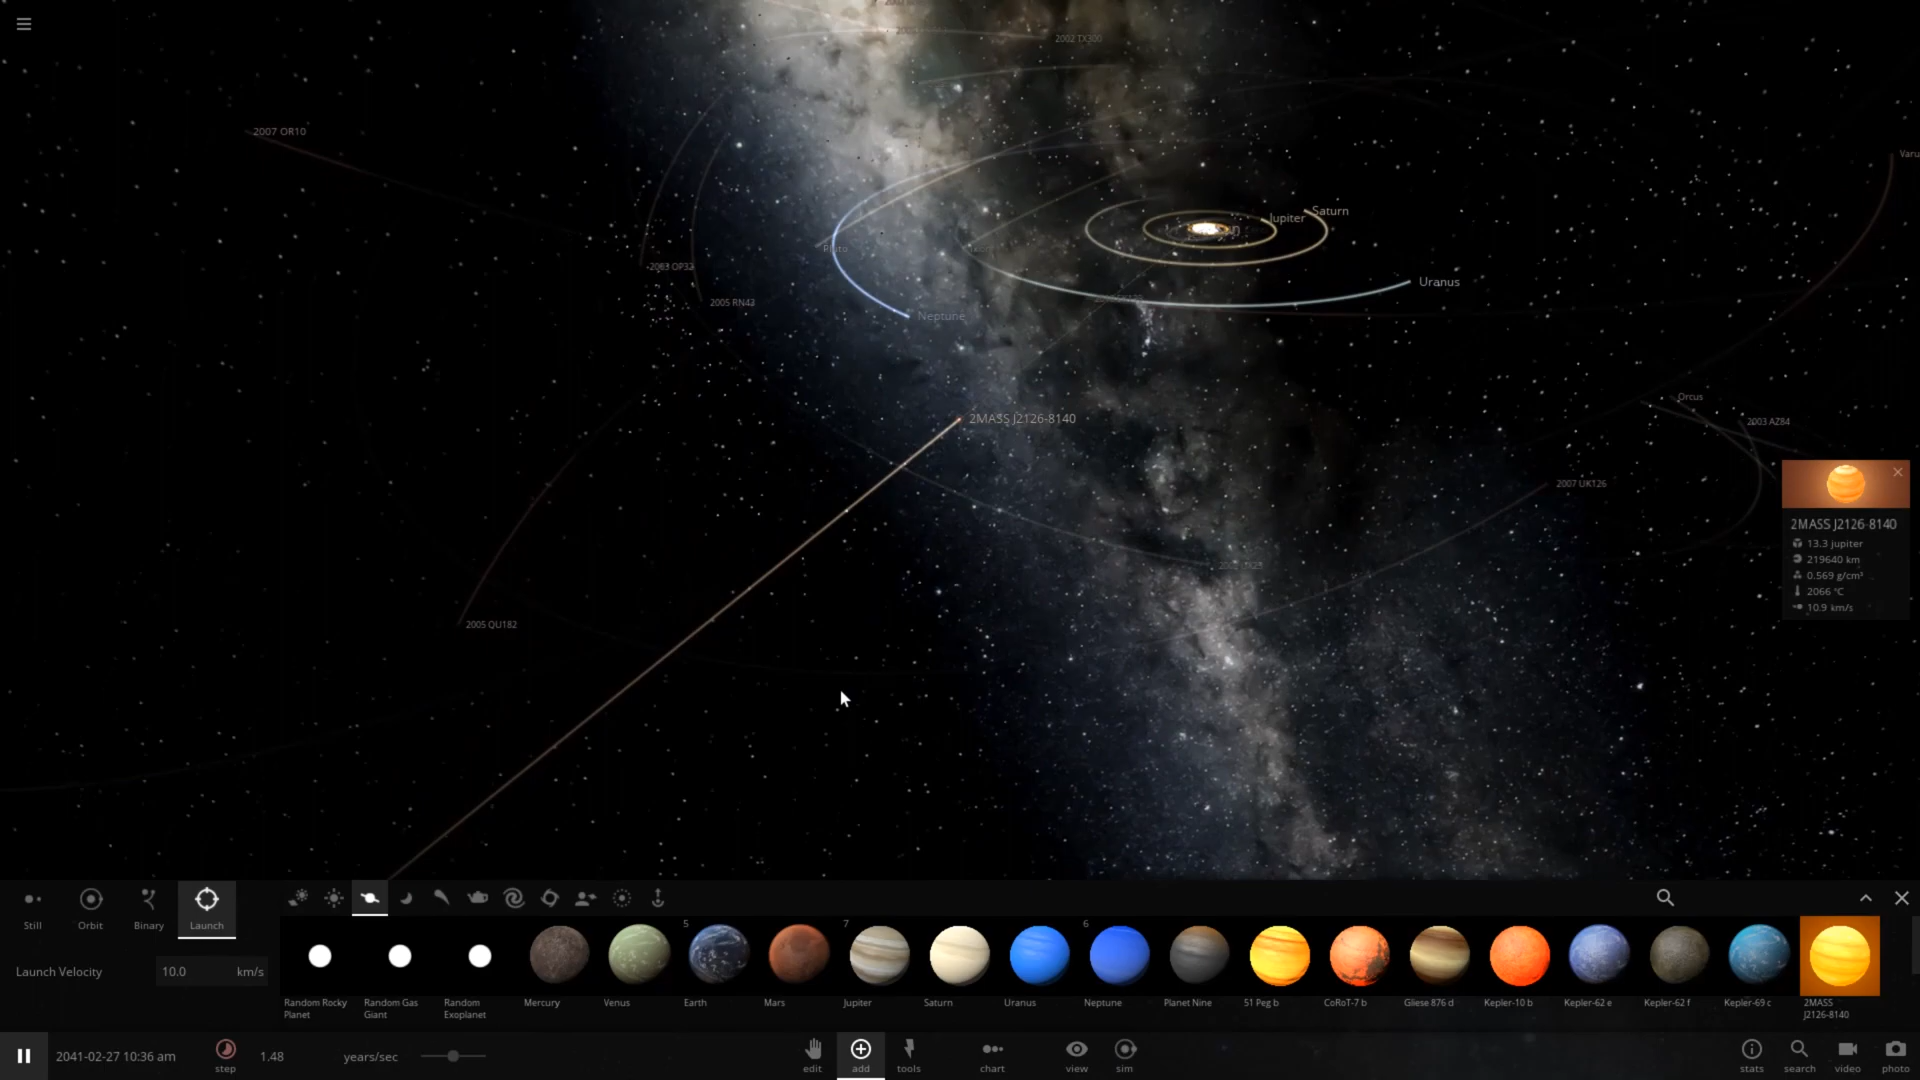 2002 TX300
2007 OR10
Varu
Saturn
Jupiter
Pluto
2003 OP32
Uranus
2005 RN43
Neptune
Orcus
2MASS J2126-8140
2003 AZ84
2007 UK126
2MASS J2126-8140
13.3 jupiter
219640 km
0.569 g/cm³
2066 °C
10.9 km/s
2005 QU182
Still
Orbit
Binary
Launch
Launch Velocity
10.0 km/s
5
7
6
Random Rocky
Planet
Random Gas
Giant
Random
Exoplanet
Mercury
Venus
Earth
Mars
Jupiter
Saturn
Uranus
Neptune
Planet Nine
51 Peg b
CoRoT-7 b
Gliese 876 d
Kepler-10 b
Kepler-62 e
Kepler-62 f
Kepler-69 c
2MASS
J2126-8140
2041-02-27 10:36 am
step
1.48
years/sec
edit
add
tools
chart
view
sim
stats
search
video
photo